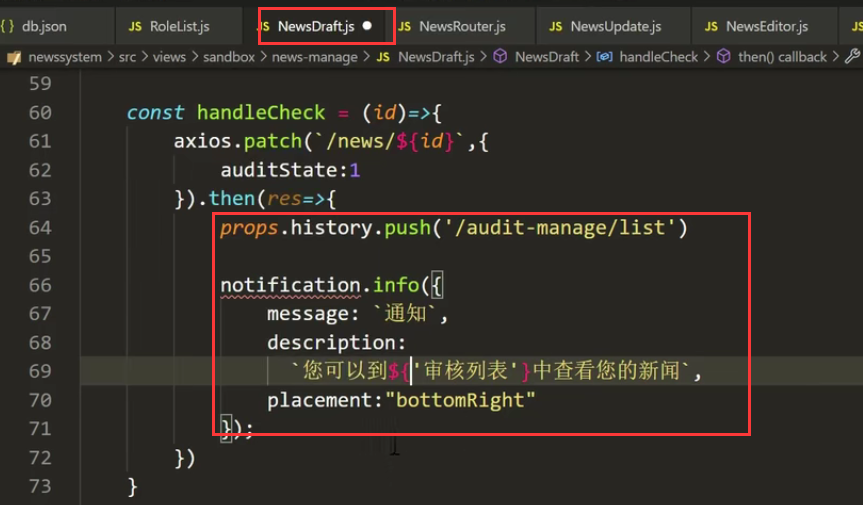 db.json JS RoleList.js JS NewsDraft.js JS NewsRouter.js JS NewsUpdate.js JS NewsEditor.js JS
newssystem > src > views > sandbox > news-manage > JS NewsDraft.js > NewsDraft > handleCheck > then() callback >
59
60 const handleCheck = (id)=>{
61 axios.patch(`/news/${id}`,{
62 auditState:1
63 }).then(res=>{
64 props.history.push('/audit-manage/list')
65
66 notification.info({
67 message: `通知`,
68 description:
69 `您可以到${'审核列表'}中查看您的新闻`,
70 placement:"bottomRight"
71 });
72 })
73 }